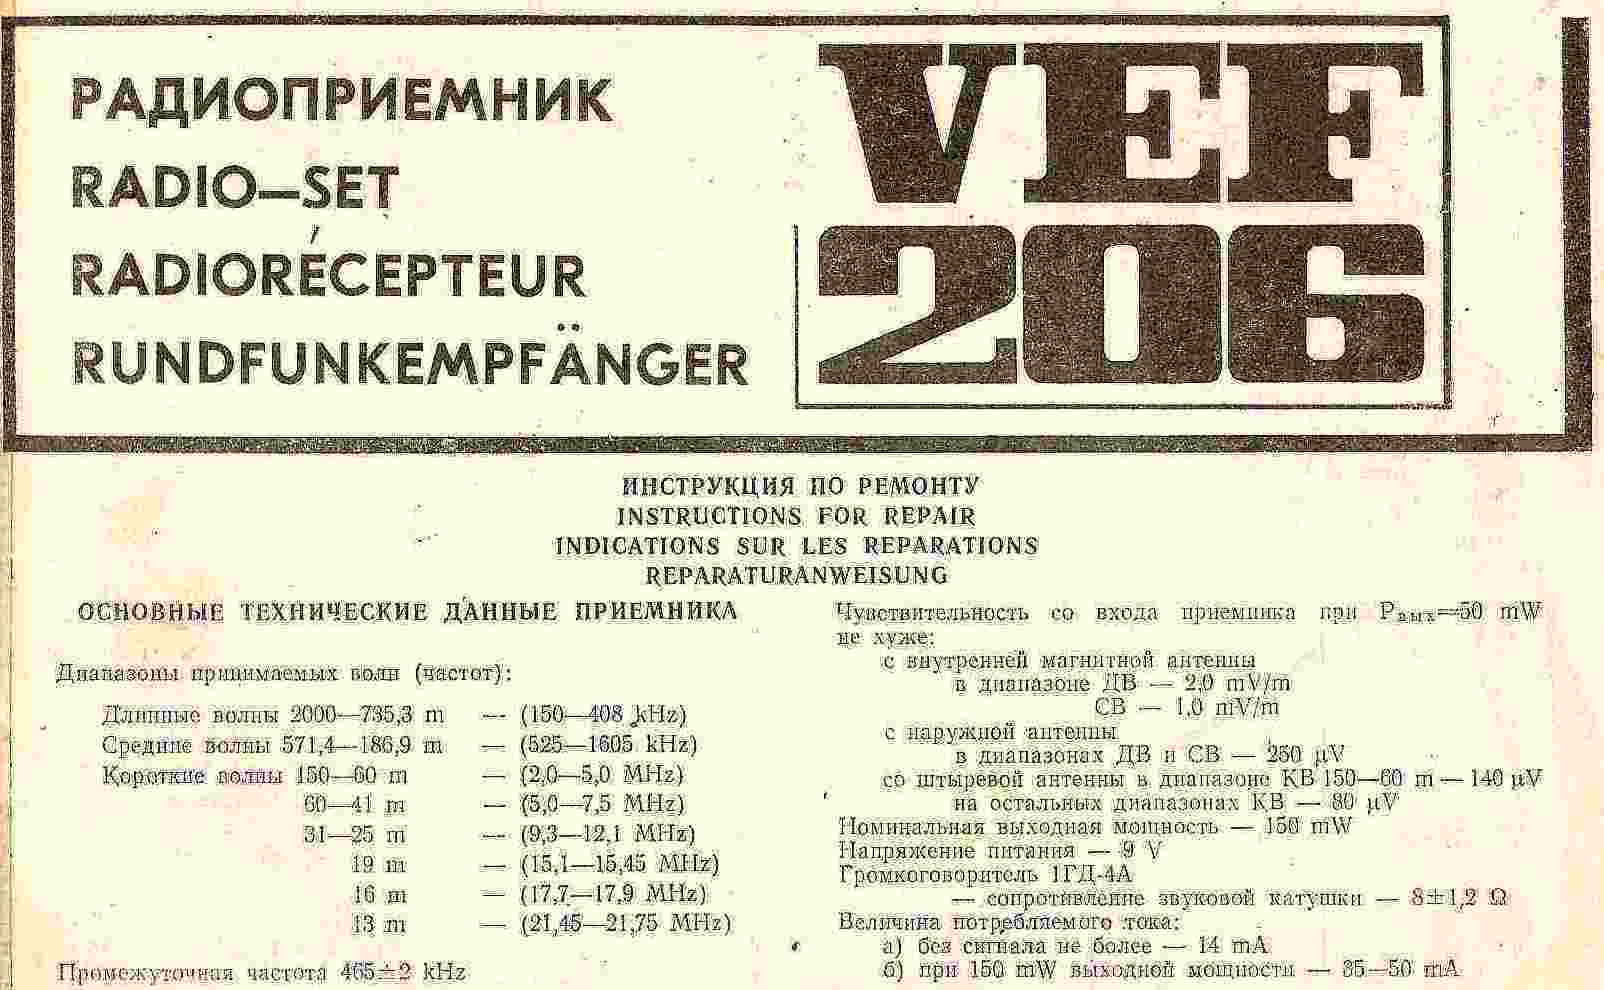 РАДИОПРИЕМНИК
RADIO—SET
RADIORÉCEPTEUR
RUNDFUNKEMPFÄNGER
VEF
206
ИНСТРУКЦИЯ ПО РЕМОНТУ
INSTRUCTIONS FOR REPAIR
INDICATIONS SUR LES REPARATIONS
REPARATURANWEISUNG
ОСНОВНЫЕ ТЕХНИЧЕСКИЕ ДАННЫЕ ПРИЕМНИКА
Диапазоны принимаемых волн (частот):
Длинные волны 2000—735,3 m — (150—408 kHz)
Средние волны 571,4—186,9 m — (525—1605 kHz)
Короткие волны 150—60 m — (2,0—5,0 MHz)
60—41 m — (5,0—7,5 MHz)
31—25 m — (9,3—12,1 MHz)
19 m — (15,1—15,45 MHz)
16 m — (17,7—17,9 MHz)
13 m — (21,45—21,75 MHz)
Промежуточная частота 465±2 kHz
Чувствительность со входа приемника при Pвых=50 mW
не хуже:
с внутренней магнитной антенны
в диапазоне ДВ — 2,0 mV/m
СВ — 1,0 mV/m
с наружной антенны
в диапазонах ДВ и СВ — 250 μV
со штыревой антенны в диапазоне КВ 150—60 m — 140 μV
на остальных диапазонах КВ — 80 μV
Номинальная выходная мощность — 150 mW
Напряжение питания — 9 V
Громкоговоритель 1ГД-4А
— сопротивление звуковой катушки — 8±1,2 Ω
Величина потребляемого тока:
а) без сигнала не более — 14 mA
б) при 150 mW выходной мощности — 35—50 mA